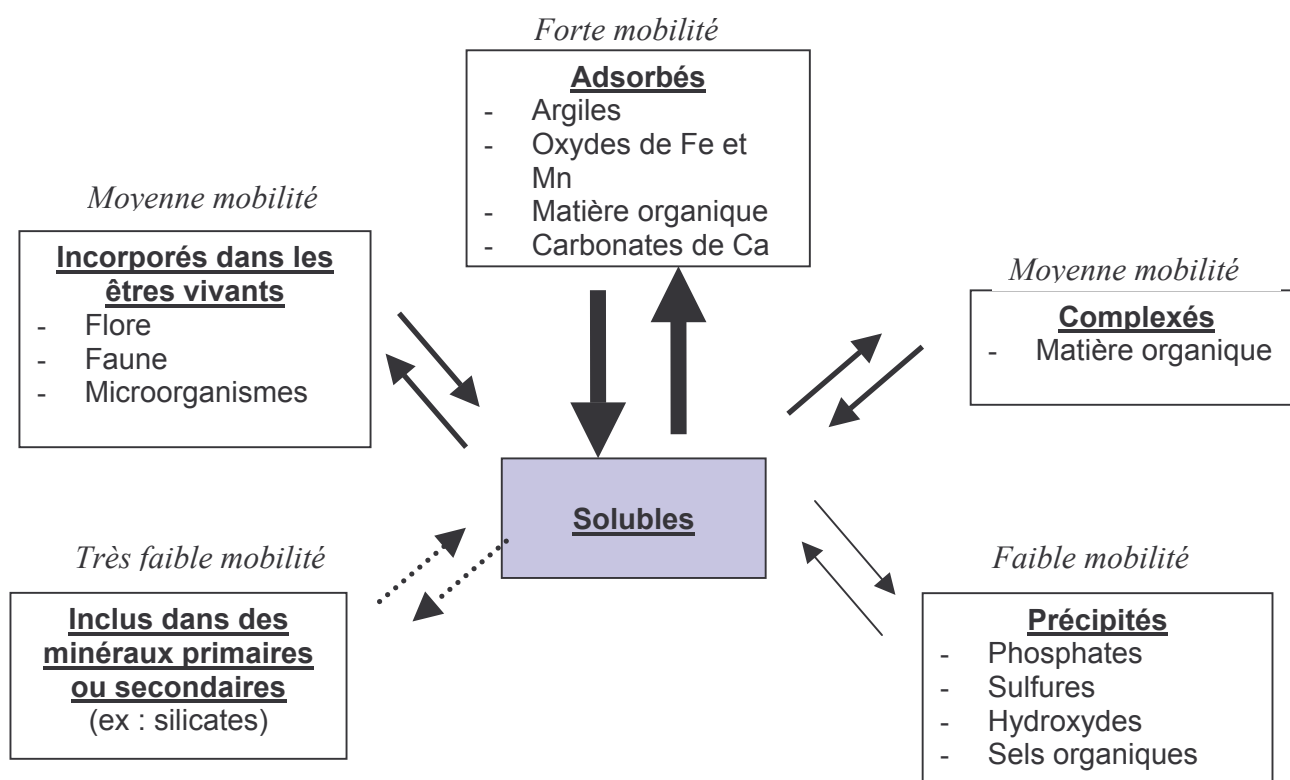 Forte mobilité
Adsorbés
- Argiles
- Oxydes de Fe et
Mn
- Matière organique
- Carbonates de Ca
Moyenne mobilité
Incorporés dans les
êtres vivants
- Flore
- Faune
- Microorganismes
Moyenne mobilité
Complexés
- Matière organique
Solubles
Très faible mobilité
Inclus dans des
minéraux primaires
ou secondaires
(ex : silicates)
Faible mobilité
Précipités
- Phosphates
- Sulfures
- Hydroxydes
- Sels organiques